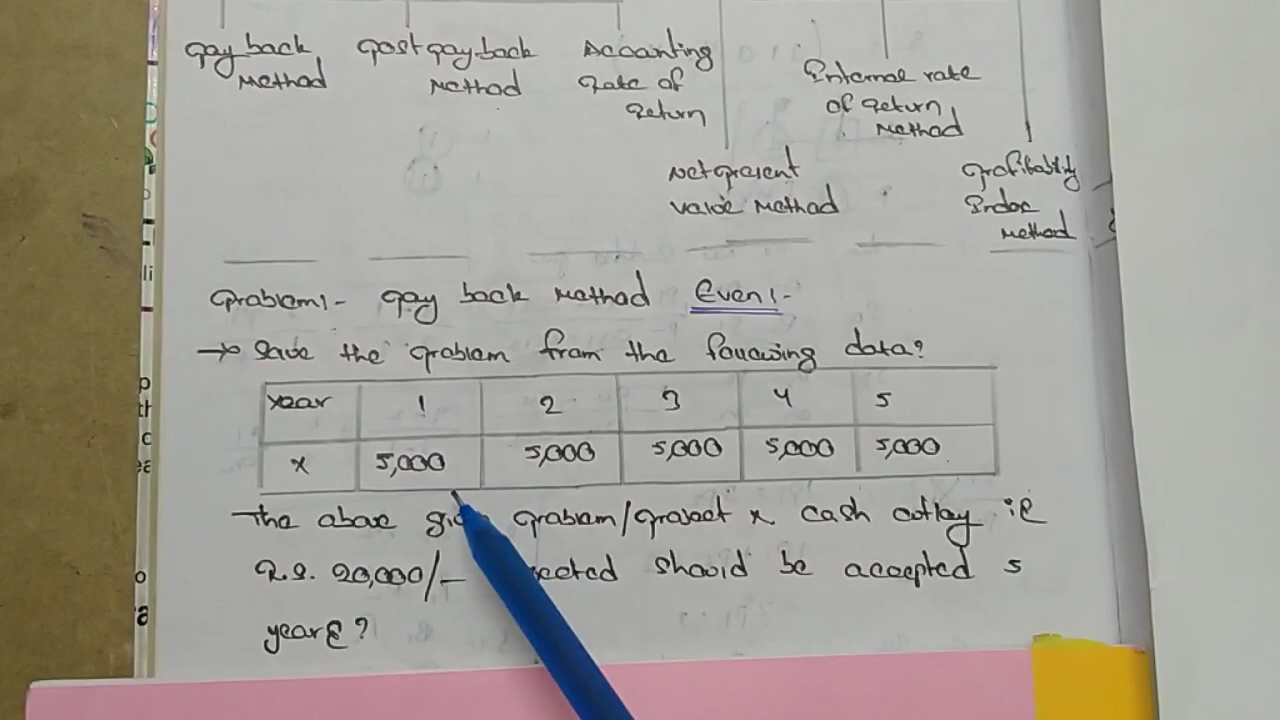 pay back Method
post pay back Method
Accounting Rate of Return
Net present value Method
Internal rate of Return Method
profitability Index Method
problem:- pay back Method Even:-
→ Solve the problem from the following data?
year 1 2 3 4 5
x 5,000 5,000 5,000 5,000 5,000
The above problem/project x cash outlay is
R.S. 20,000/- should be accepted 5
years?